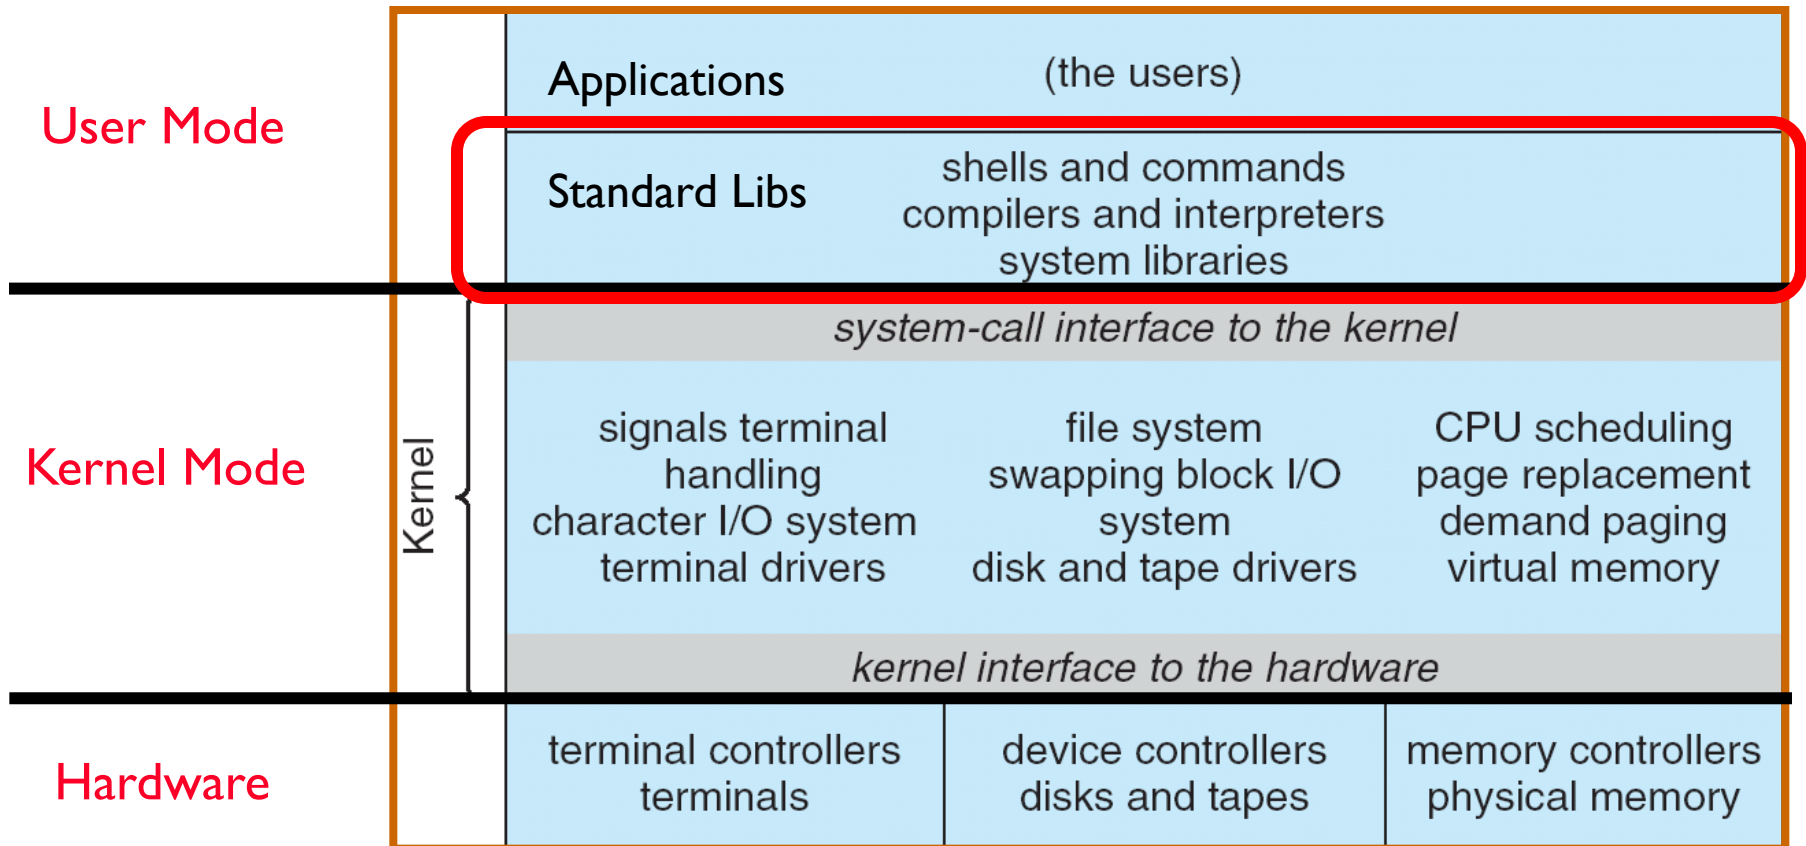 User Mode
Applications
(the users)
Standard Libs
shells and commands
compilers and interpreters
system libraries
Kernel Mode
Kernel
system-call interface to the kernel
signals terminal
handling
character I/O system
terminal drivers
file system
swapping block I/O
system
disk and tape drivers
CPU scheduling
page replacement
demand paging
virtual memory
kernel interface to the hardware
Hardware
terminal controllers
terminals
device controllers
disks and tapes
memory controllers
physical memory